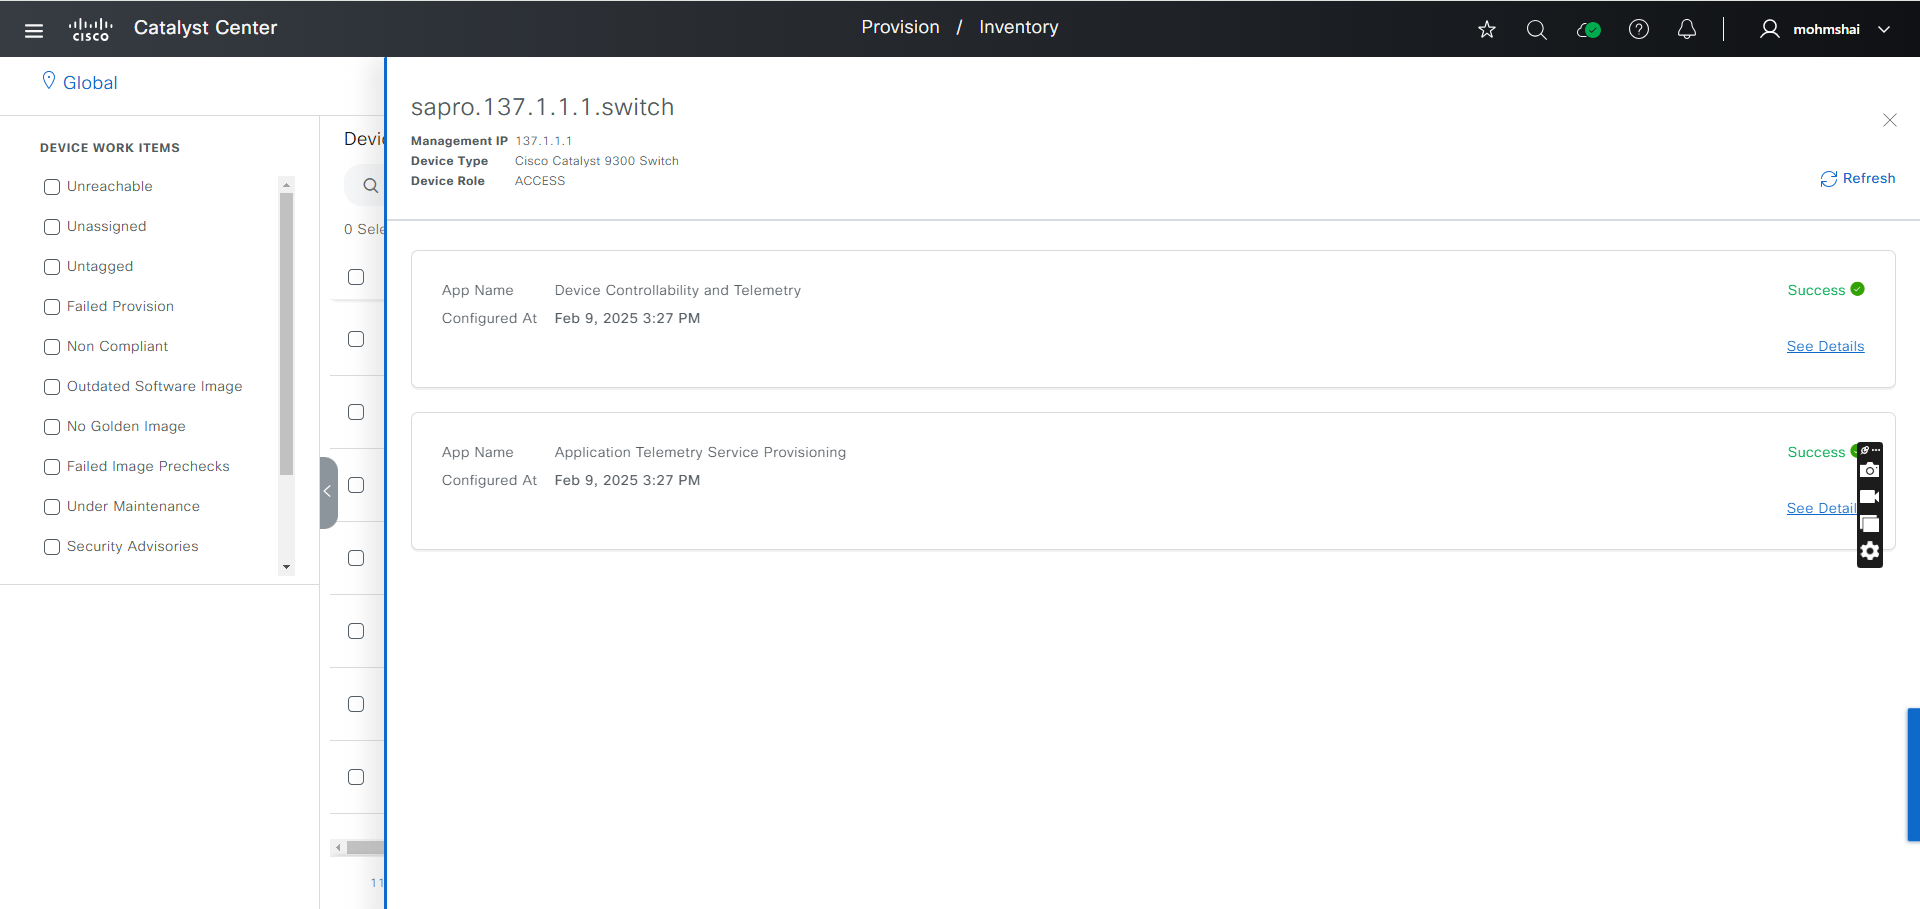 cisco Catalyst Center
Provision / Inventory
mohmshai
Global
DEVICE WORK ITEMS
Unreachable
Unassigned
Untagged
Failed Provision
Non Compliant
Outdated Software Image
No Golden Image
Failed Image Prechecks
Under Maintenance
Security Advisories
Devi
0 Sele
11
sapro.137.1.1.1.switch
Management IP 137.1.1.1
Device Type Cisco Catalyst 9300 Switch
Device Role ACCESS
Refresh
App Name Device Controllability and Telemetry
Success
Configured At Feb 9, 2025 3:27 PM
See Details
App Name Application Telemetry Service Provisioning
Success
Configured At Feb 9, 2025 3:27 PM
See Detail